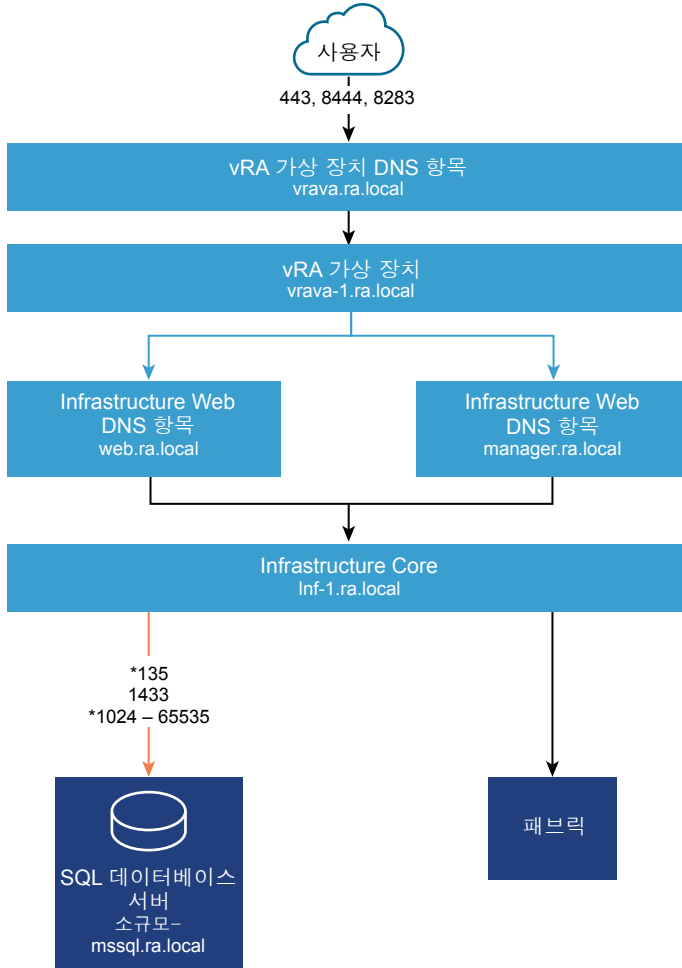 사용자
443, 8444, 8283
vRA 가상 장치 DNS 항목
vrava.ra.local
vRA 가상 장치
vrava-1.ra.local
Infrastructure Web
DNS 항목
web.ra.local
Infrastructure Web
DNS 항목
manager.ra.local
Infrastructure Core
Inf-1.ra.local
*135
1433
*1024 – 65535
SQL 데이터베이스
서버
소규모–
mssql.ra.local
패브릭